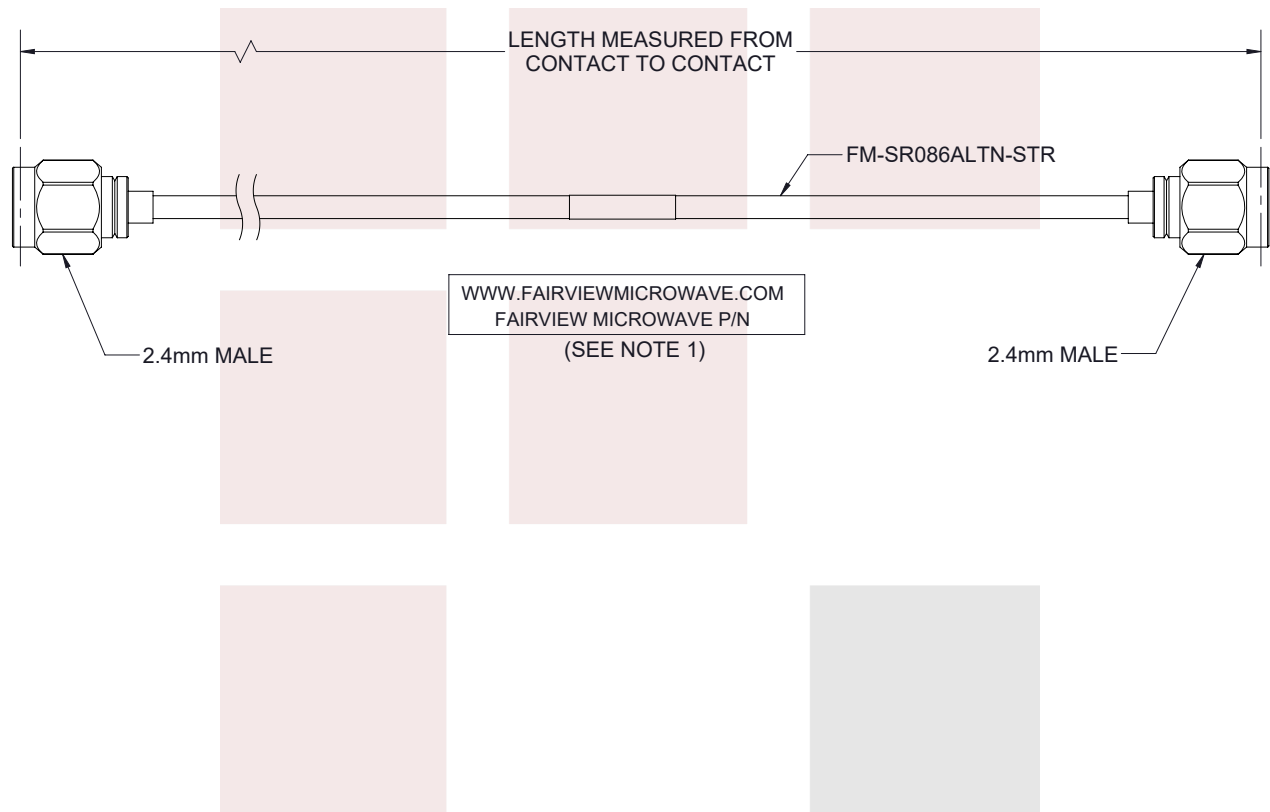 LENGTH MEASURED FROM
CONTACT TO CONTACT
FM-SR086ALTN-STR
WWW.FAIRVIEWMICROWAVE.COM
FAIRVIEW MICROWAVE P/N
(SEE NOTE 1)
2.4mm MALE
2.4mm MALE